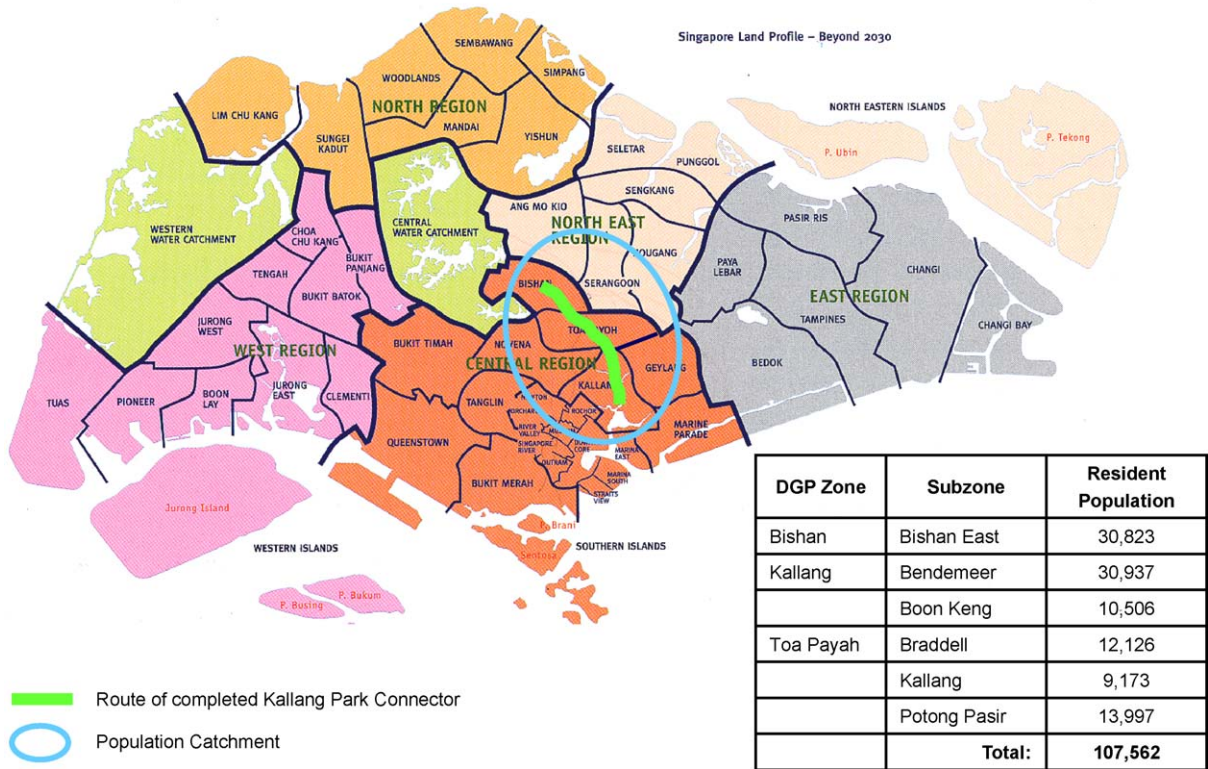 Singapore Land Profile – Beyond 2030
SEMBAWANG
WOODLANDS
SIMPANG
NORTH REGION
LIM CHU KANG
SUNGEI
KADUT
MANDAI
YISHUN
NORTH EASTERN ISLANDS
P. Tekong
P. Ubin
SELETAR
PUNGGOL
SENGKANG
ANG MO KIO
NORTH EAST
REGION
HOUGANG
SERANGOON
WESTERN
WATER CATCHMENT
CENTRAL
WATER CATCHMENT
CHOA
CHU KANG
BUKIT
PANJANG
TENGAH
BUKIT BATOK
PASIR RIS
PAYA
LEBAR
CHANGI
EAST REGION
TAMPINES
CHANGI BAY
BEDOK
BISHAN
TOA PAYOH
JURONG
WEST
WEST REGION
BUKIT TIMAH
NOVENA
CENTRAL REGION
GEYLANG
KALLANG
TUAS
PIONEER
BOON
LAY
JURONG
EAST
CLEMENTI
TANGLIN
NEWTON
ORCHARD
ROCHOR
RIVER
VALLEY
MUSEUM
SINGAPORE
RIVER
DOWNTOWN
CORE
OUTRAM
MARINA
EAST
MARINE
PARADE
QUEENSTOWN
BUKIT MERAH
MARINA
SOUTH
STRAITS
VIEW
Jurong Island
WESTERN ISLANDS
P. Brani
Sentosa
SOUTHERN ISLANDS
P. Busing
P. Bukum
DGP Zone Subzone Resident Population
Bishan Bishan East 30,823
Kallang Bendemeer 30,937
Boon Keng 10,506
Toa Payah Braddell 12,126
Kallang 9,173
Potong Pasir 13,997
Total: 107,562
Route of completed Kallang Park Connector
Population Catchment